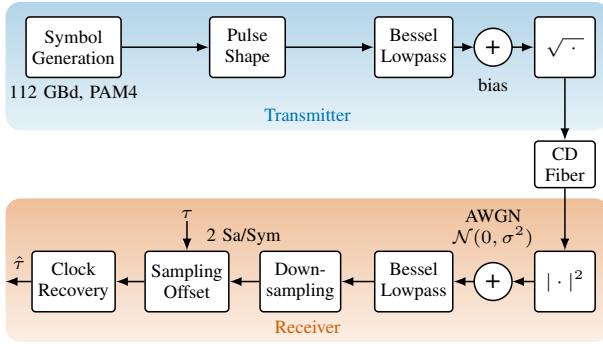 Symbol
Generation
Pulse
Shape
Bessel
Lowpass
+
√·
112 GBd, PAM4
bias
Transmitter
CD
Fiber
τ
2 Sa/Sym
AWGN
𝒩(0, σ²)
τ̂
Clock
Recovery
Sampling
Offset
Down-
sampling
Bessel
Lowpass
+
| · |²
Receiver